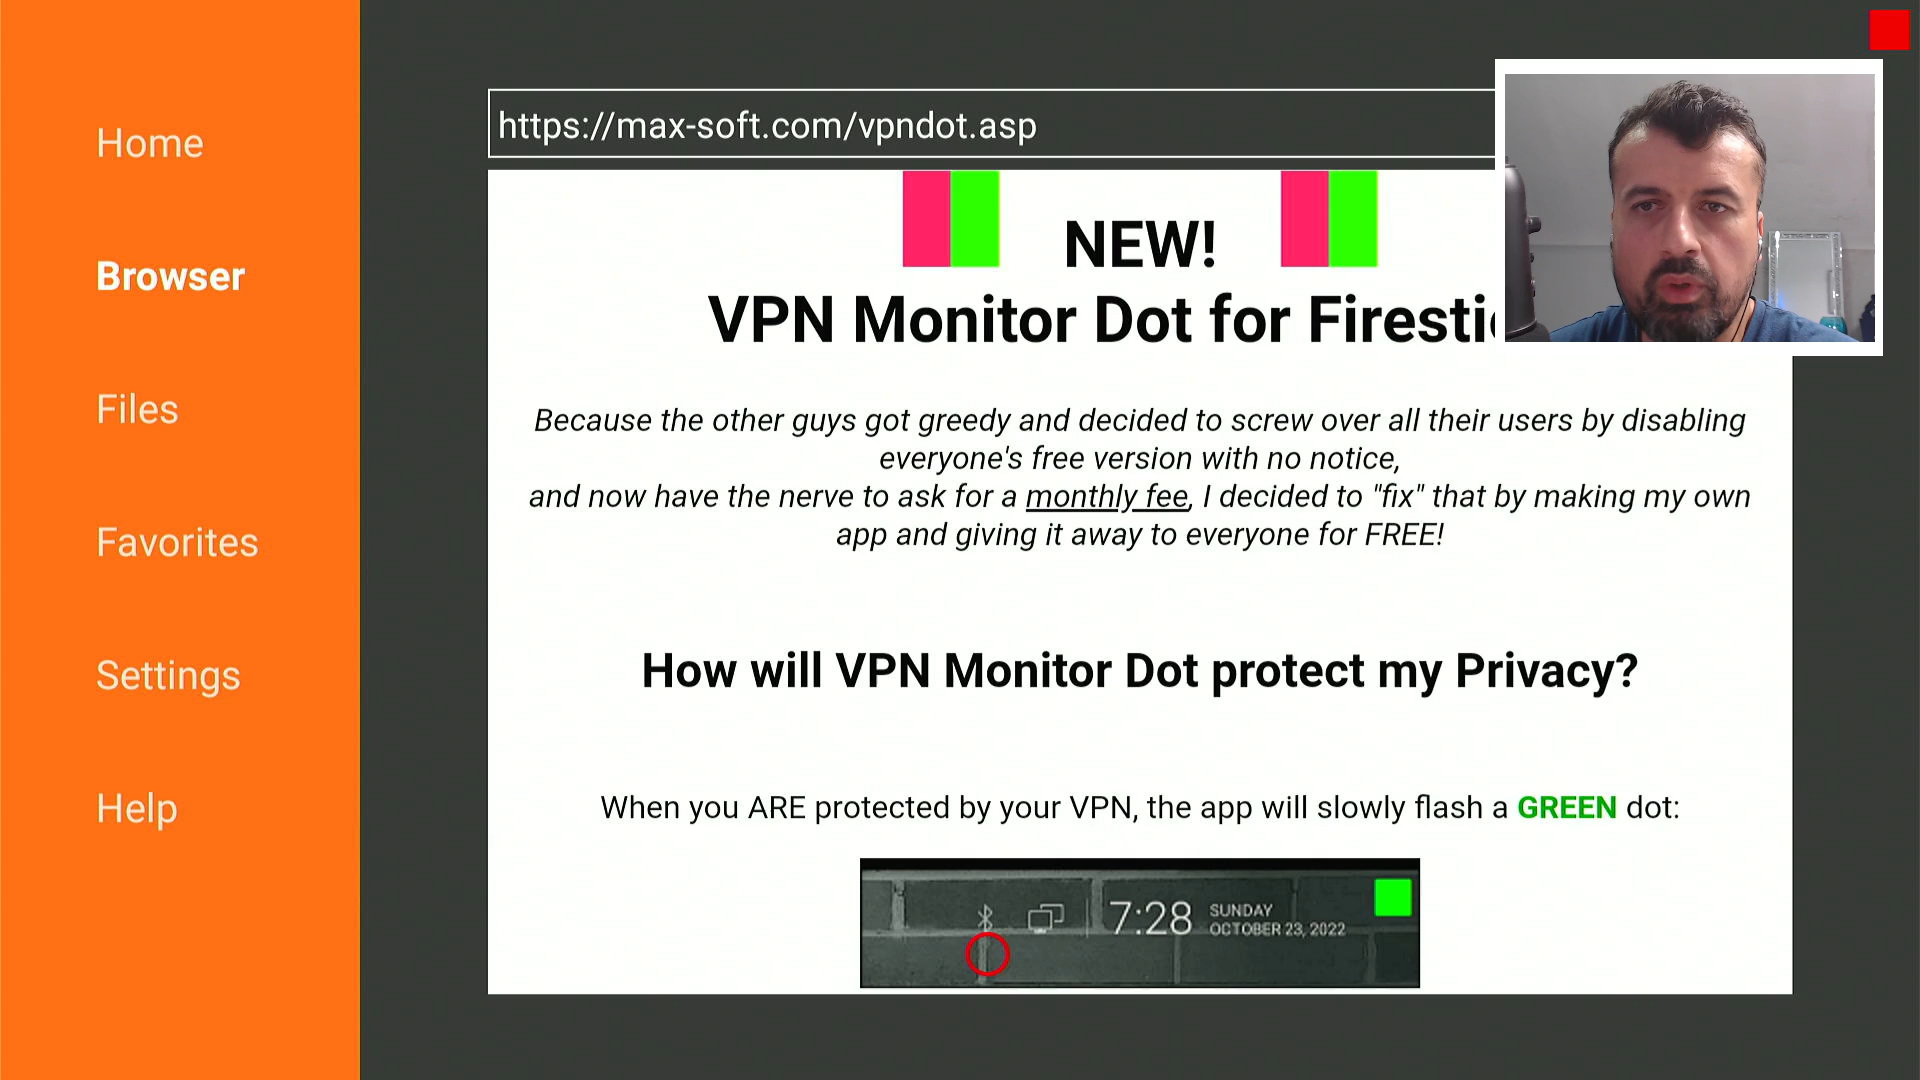 Home
Browser
Files
Favorites
Settings
Help
https://max-soft.com/vpndot.asp
NEW!
VPN Monitor Dot for
Because the other guys got greedy and decided to screw over all their users by disabling
everyone's free version with no notice,
and now have the nerve to ask for a monthly fee, I decided to "fix" that by making my own
app and giving it away to everyone for FREE!
How will VPN Monitor Dot protect my Privacy?
When you ARE protected by your VPN, the app will slowly flash a GREEN dot:
7:28
SUNDAY
OCTOBER 23, 2022